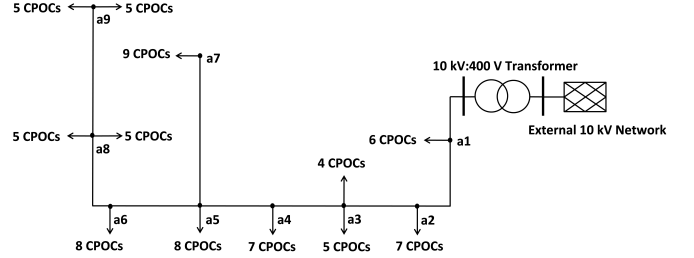 5 CPOCs
5 CPOCs
a9
9 CPOCs
a7
10 kV:400 V Transformer
External 10 kV Network
5 CPOCs
5 CPOCs
a8
6 CPOCs
a1
4 CPOCs
a6
a5
a4
a3
a2
8 CPOCs
8 CPOCs
7 CPOCs
5 CPOCs
7 CPOCs